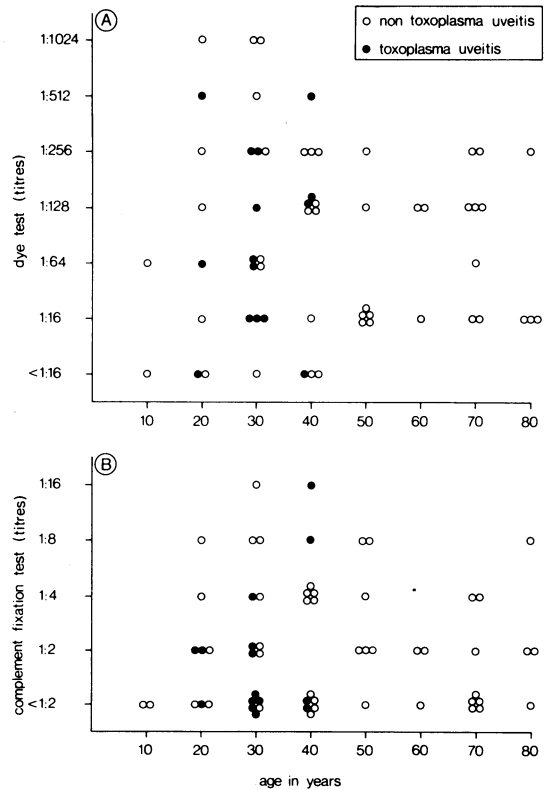 A
non toxoplasma uveitis
toxoplasma uveitis
dye test (titres)
1:1024
1:512
1:256
1:128
1:64
1:16
<1:16
10 20 30 40 50 60 70 80
B
complement fixation test (titres)
1:16
1:8
1:4
1:2
<1:2
10 20 30 40 50 60 70 80
age in years